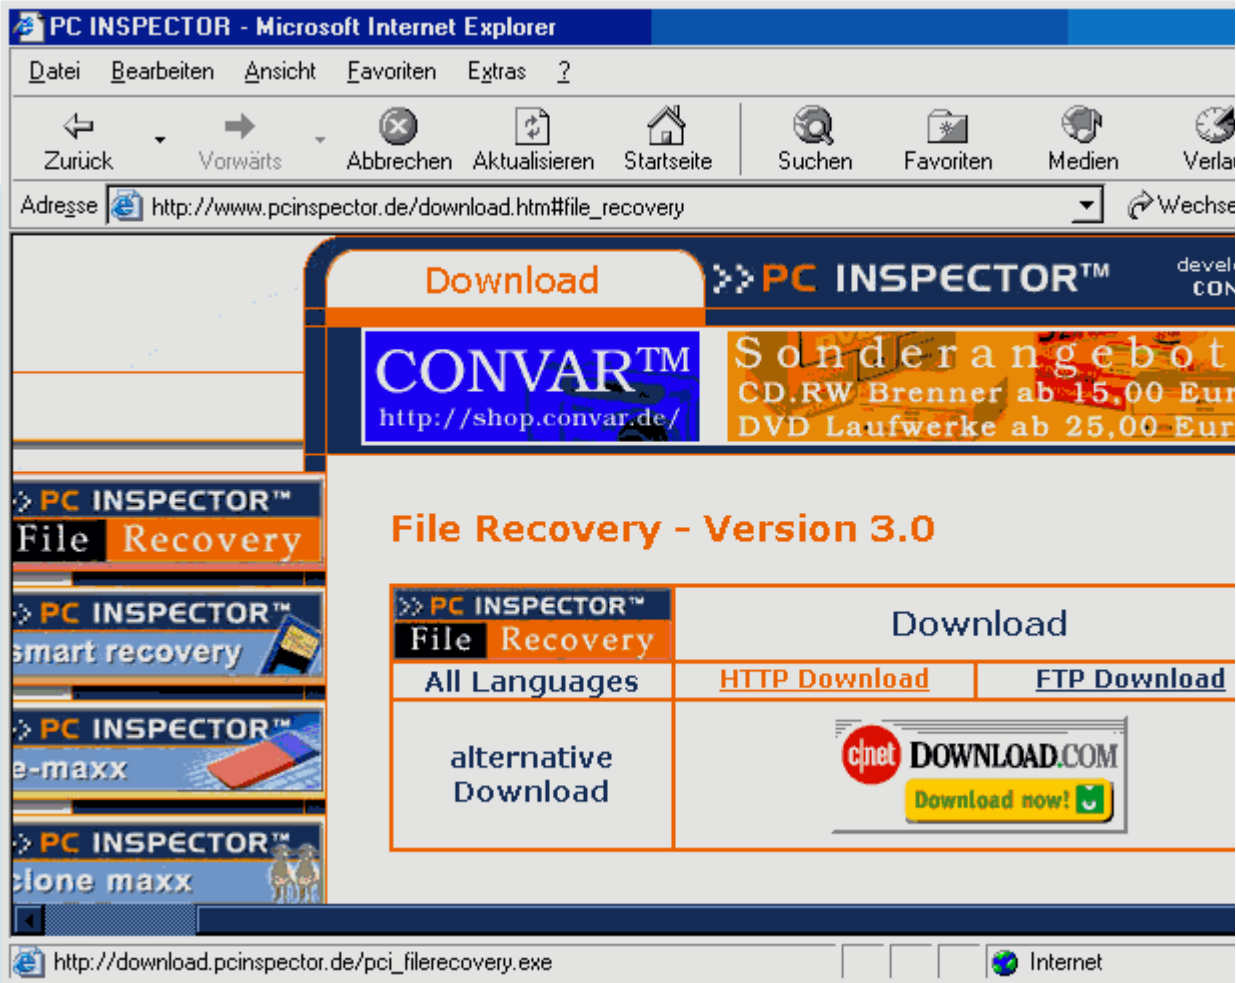 PC INSPECTOR - Microsoft Internet Explorer
Datei Bearbeiten Ansicht Favoriten Extras ?
Zurück Vorwärts Abbrechen Aktualisieren Startseite Suchen Favoriten Medien
Adresse http://www.pcinspector.de/download.htm#file_recovery
Download >> PC INSPECTOR™
CONVAR™
http://shop.convar.de/
Sonderangebot
CD.RW Brenner ab 15,00 Eur
DVD Laufwerke ab 25,00 Eur
PC INSPECTOR™
File Recovery
PC INSPECTOR™
smart recovery
PC INSPECTOR™
e-maxx
PC INSPECTOR™
clone maxx
File Recovery - Version 3.0
>> PC INSPECTOR™
File Recovery
Download
All Languages HTTP Download FTP Download
alternative
Download
c|net DOWNLOAD.COM
Download now!
http://download.pcinspector.de/pci_filerecovery.exe Internet